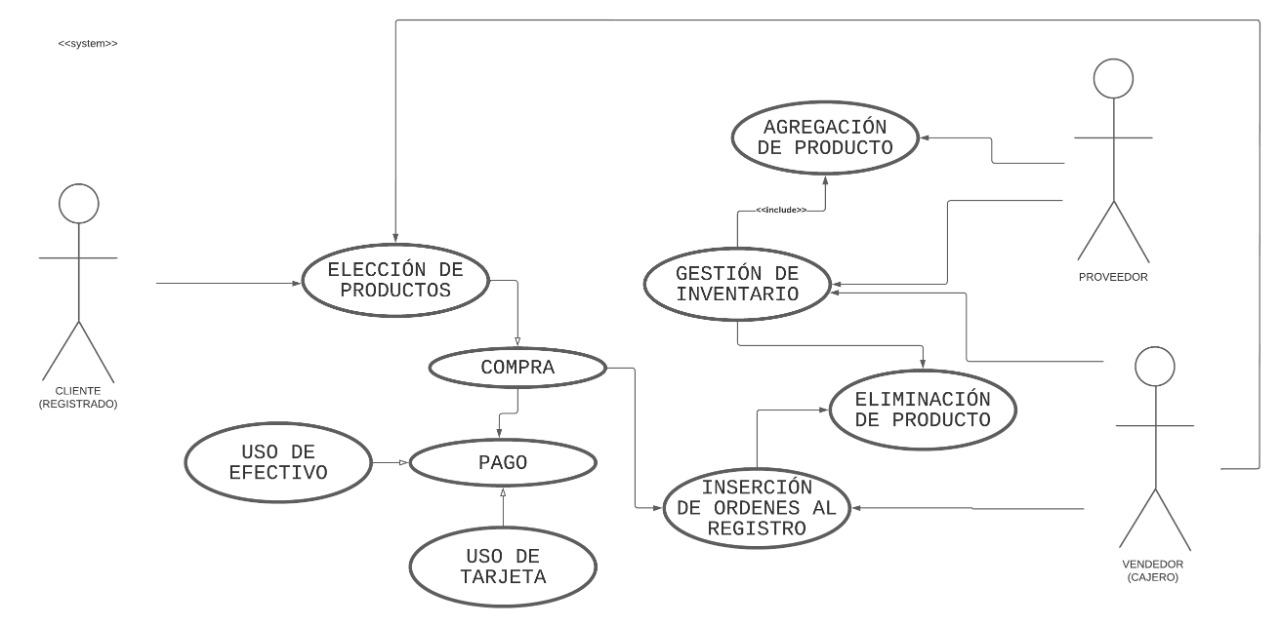 <<system>>
AGREGACIÓN
DE PRODUCTO
<<include>>
ELECCIÓN DE
PRODUCTOS
GESTIÓN DE
INVENTARIO
PROVEEDOR
COMPRA
CLIENTE
(REGISTRADO)
ELIMINACIÓN
DE PRODUCTO
USO DE
EFECTIVO
PAGO
INSERCIÓN
DE ORDENES AL
REGISTRO
USO DE
TARJETA
VENDEDOR
(CAJERO)